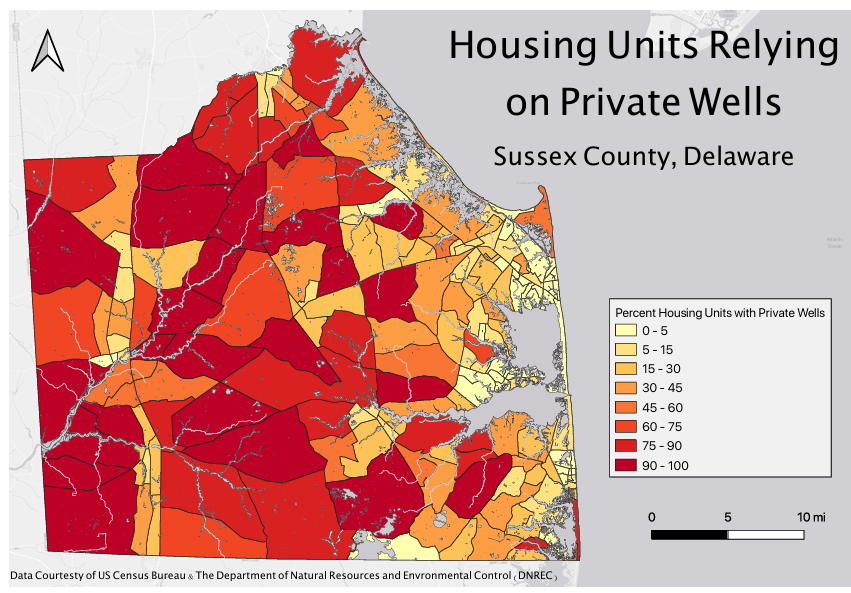 Housing Units Relying
on Private Wells
Sussex County, Delaware
Percent Housing Units with Private Wells
0 - 5
5 - 15
15 - 30
30 - 45
45 - 60
60 - 75
75 - 90
90 - 100
0 5 10 mi
Data Courtesty of US Census Bureau & The Department of Natural Resources and Envronmental Control ( DNREC )